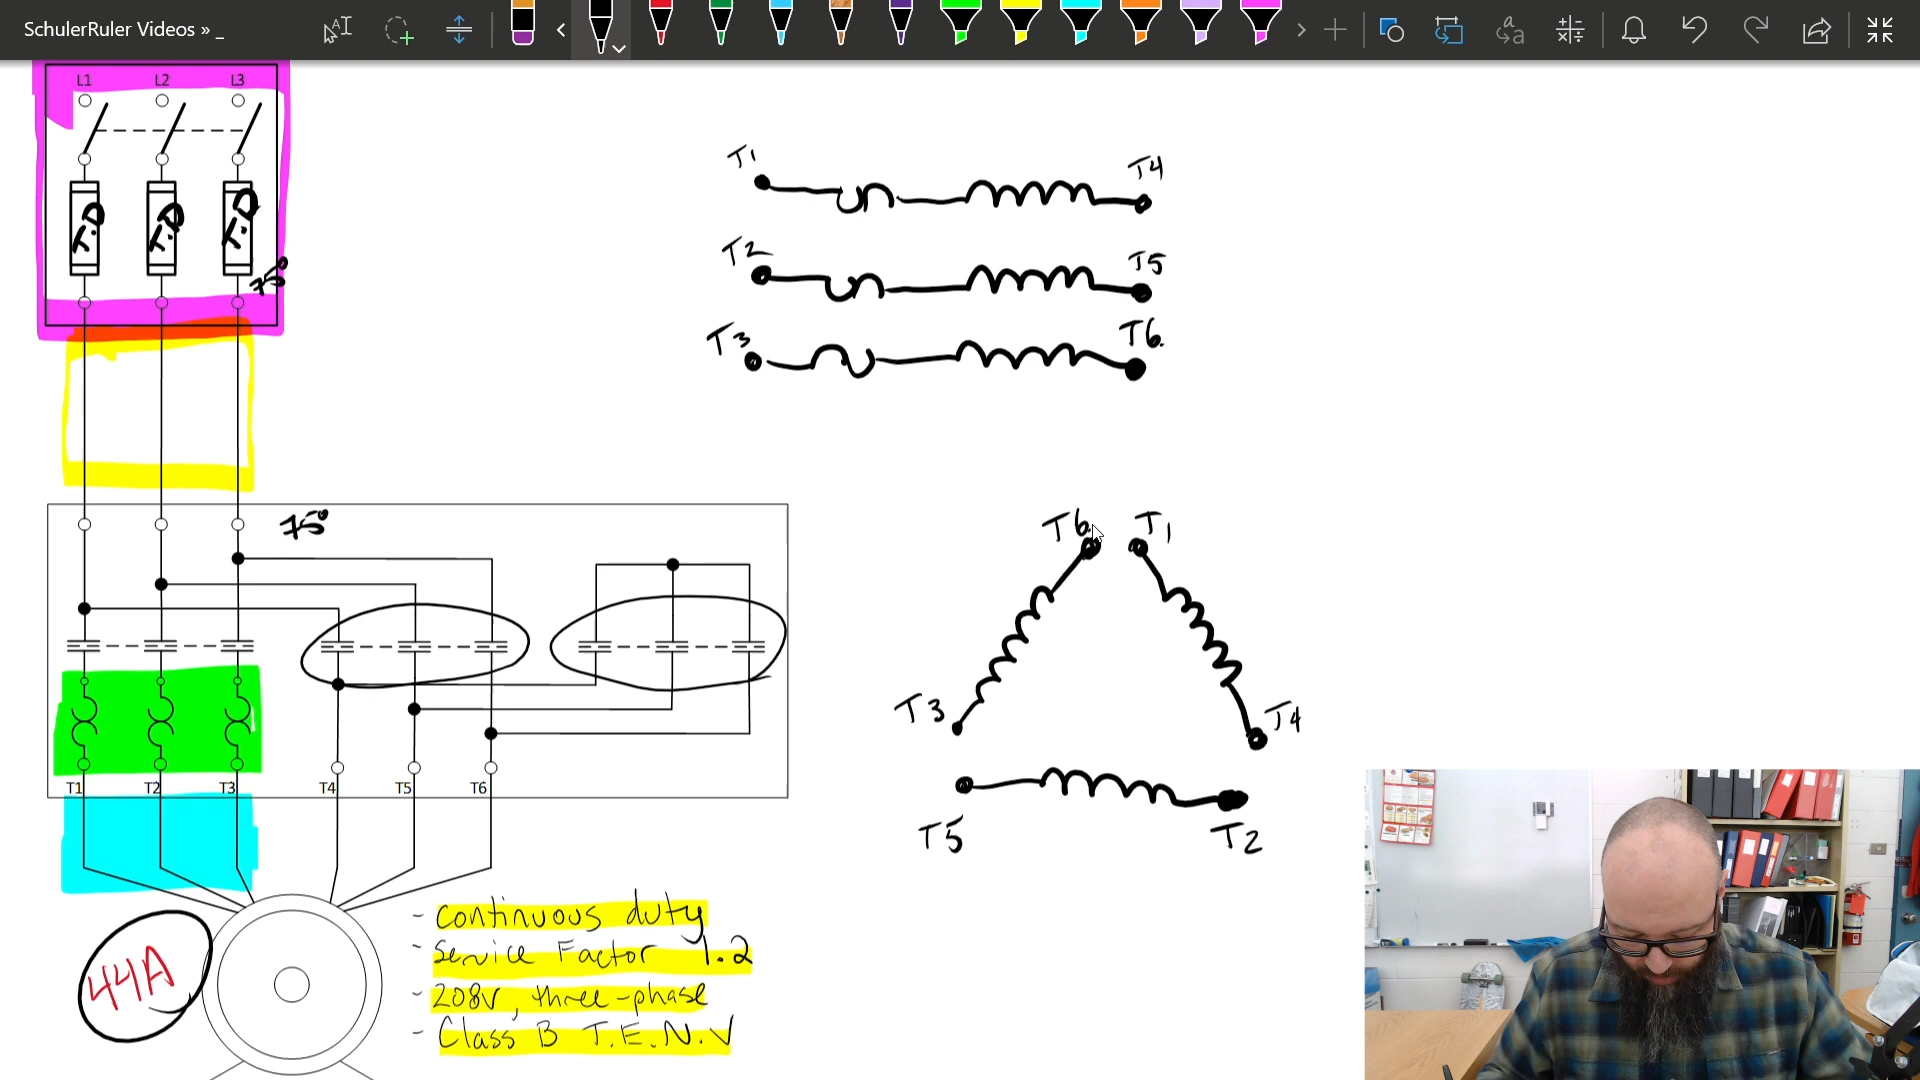 SchulerRuler Videos » _
L1 L2 L3
T.D T.D T.D
75°
T1 T4
T2 T5
T3 T6.
75°
T6 T1
T3 T4
T5 T2
T1 T2 T3 T4 T5 T6
44A
- continuous duty
- Service Factor 1.2
- 208v, three-phase
- Class B T.E.N.V